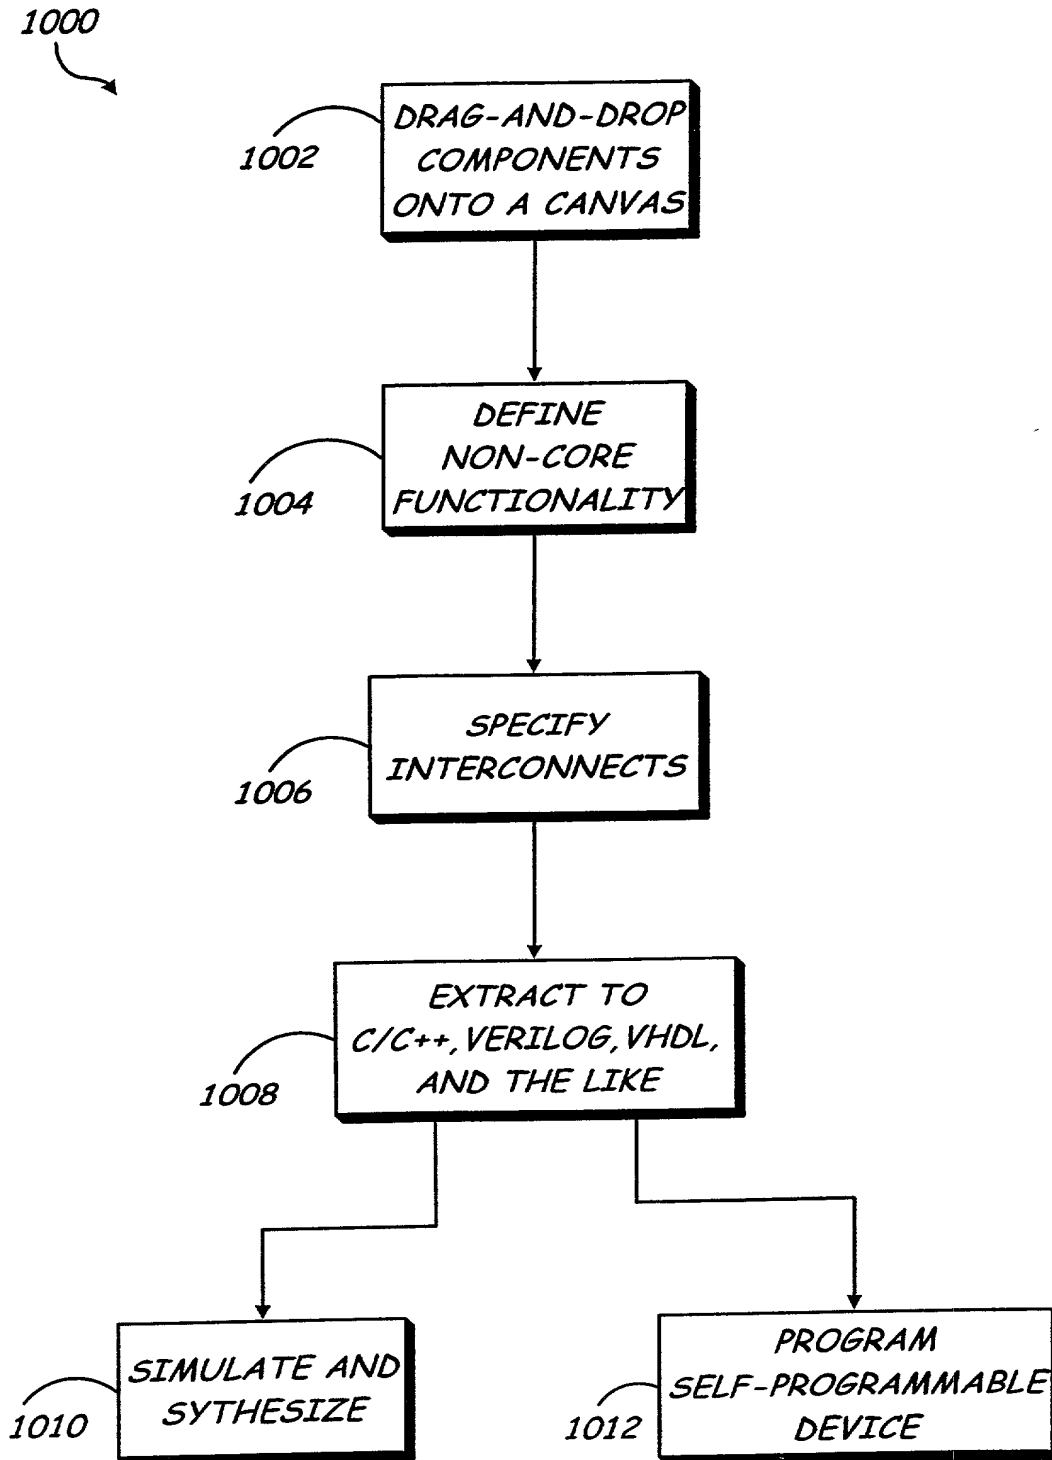 1000
1002
DRAG-AND-DROP
COMPONENTS
ONTO A CANVAS
1004
DEFINE
NON-CORE
FUNCTIONALITY
1006
SPECIFY
INTERCONNECTS
1008
EXTRACT TO
C/C++, VERILOG, VHDL,
AND THE LIKE
1010
SIMULATE AND
SYTHESIZE
1012
PROGRAM
SELF-PROGRAMMABLE
DEVICE